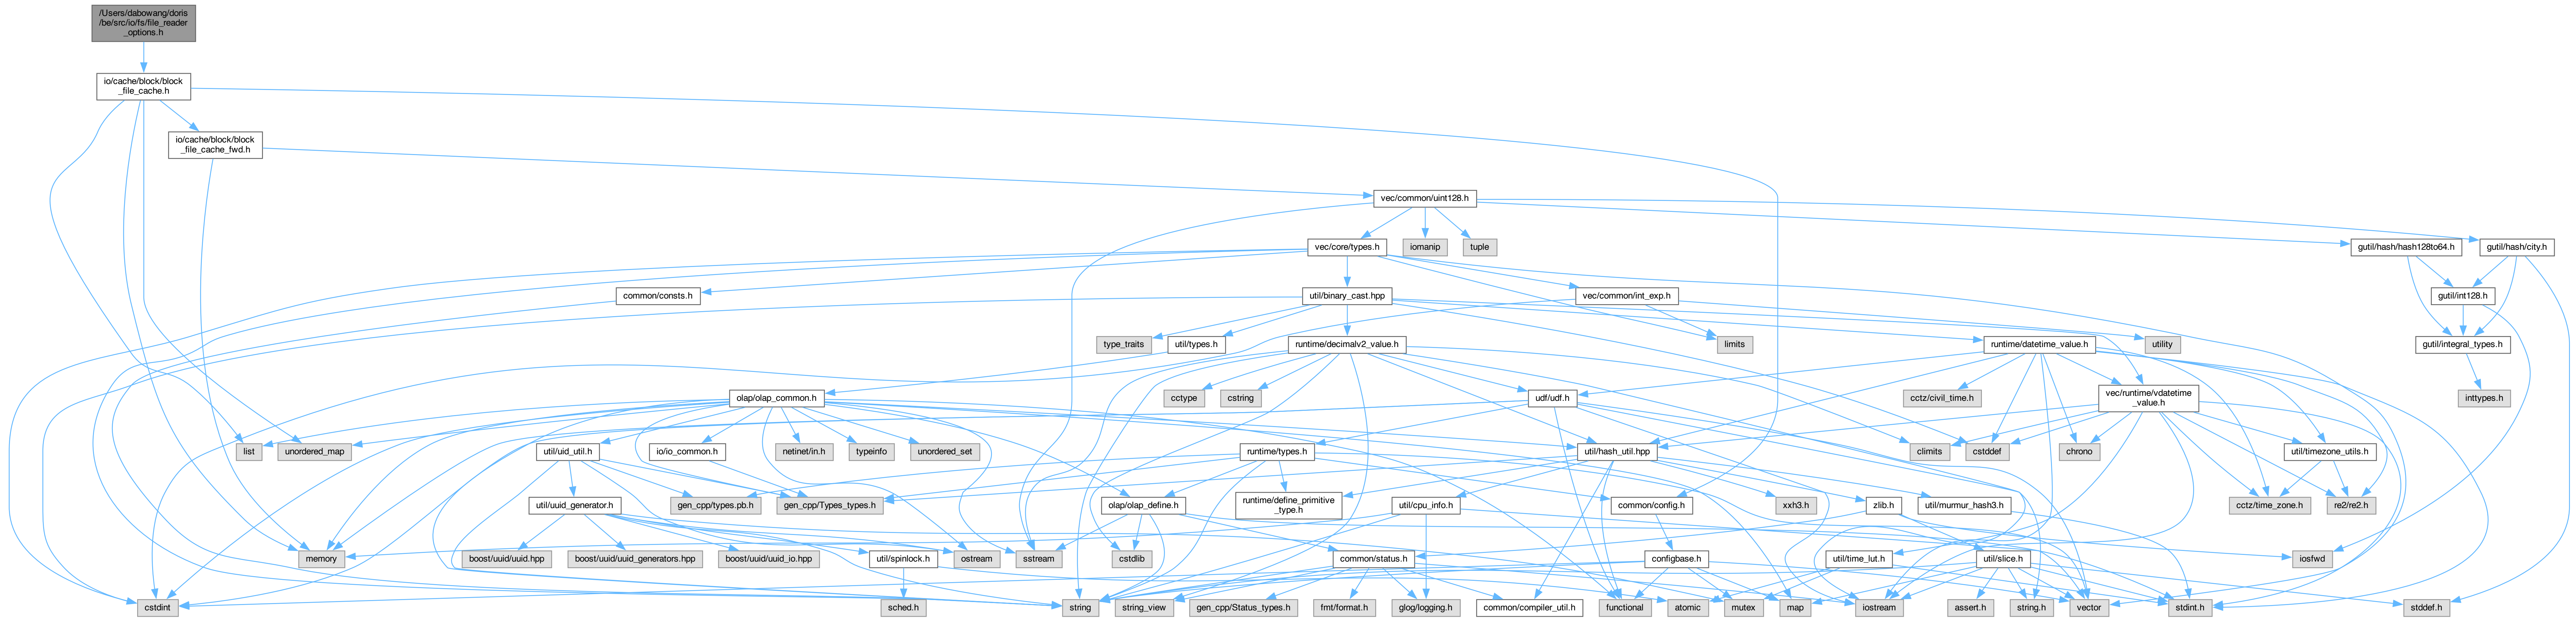 /Users/dabowang/doris
/be/src/io/fs/file_reader
_options.h
io/cache/block/block
_file_cache.h
io/cache/block/block
_file_cache_fwd.h
vec/common/uint128.h
vec/core/types.h
iomanip
tuple
gutil/hash/hash128to64.h
gutil/hash/city.h
common/consts.h
util/binary_cast.hpp
vec/common/int_exp.h
gutil/int128.h
type_traits
util/types.h
runtime/decimalv2_value.h
limits
runtime/datetime_value.h
utility
gutil/integral_types.h
olap/olap_common.h
cctype
cstring
udf/udf.h
cctz/civil_time.h
vec/runtime/vdatetime
_value.h
inttypes.h
list
unordered_map
util/uid_util.h
io/io_common.h
netinet/in.h
typeinfo
unordered_set
runtime/types.h
util/hash_util.hpp
climits
cstddef
chrono
util/timezone_utils.h
util/uuid_generator.h
gen_cpp/types.pb.h
gen_cpp/Types_types.h
olap/olap_define.h
runtime/define_primitive
_type.h
util/cpu_info.h
common/config.h
xxh3.h
zlib.h
util/murmur_hash3.h
cctz/time_zone.h
re2/re2.h
memory
boost/uuid/uuid.hpp
boost/uuid/uuid_generators.hpp
boost/uuid/uuid_io.hpp
util/spinlock.h
ostream
sstream
cstdlib
common/status.h
configbase.h
util/time_lut.h
util/slice.h
iosfwd
cstdint
sched.h
string
string_view
gen_cpp/Status_types.h
fmt/format.h
glog/logging.h
common/compiler_util.h
functional
atomic
mutex
map
iostream
assert.h
string.h
vector
stdint.h
stddef.h